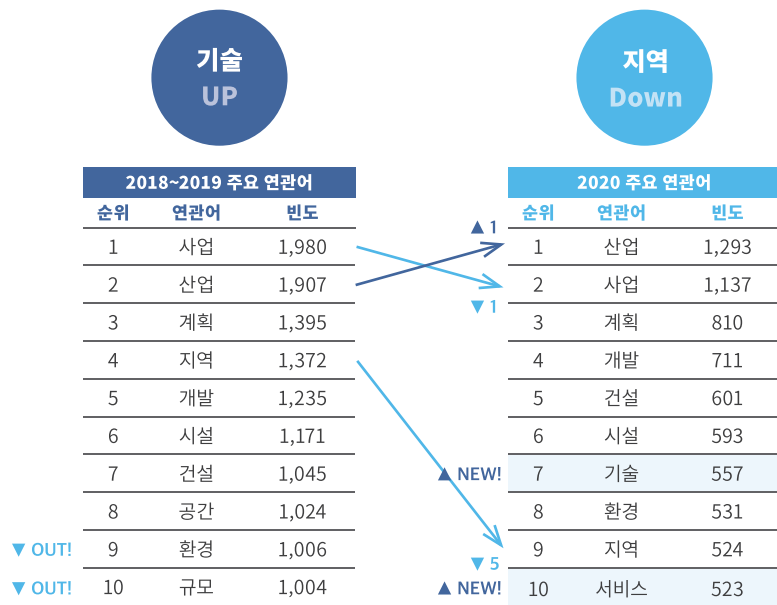 기술
UP
지역
Down
2018~2019 주요 연관어
순위 연관어 빈도
1 사업 1,980
2 산업 1,907
3 계획 1,395
4 지역 1,372
5 개발 1,235
6 시설 1,171
7 건설 1,045
8 공간 1,024
▼ OUT! 9 환경 1,006
▼ OUT! 10 규모 1,004
2020 주요 연관어
순위 연관어 빈도
▲ 1
1 산업 1,293
2 사업 1,137
▼ 1
3 계획 810
4 개발 711
5 건설 601
6 시설 593
▲ NEW! 7 기술 557
8 환경 531
9 지역 524
▼ 5
▲ NEW! 10 서비스 523